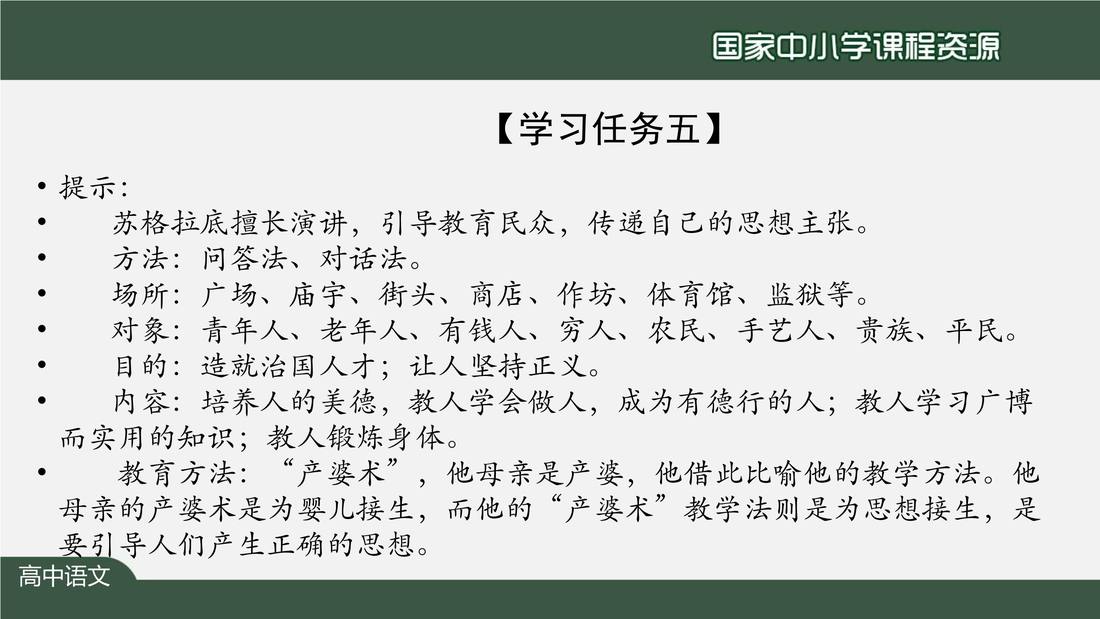 国家中小学课程资源
【学习任务五】
• 提示：
• 苏格拉底擅长演讲，引导教育民众，传递自己的思想主张。
• 方法：问答法、对话法。
• 场所：广场、庙宇、街头、商店、作坊、体育馆、监狱等。
• 对象：青年人、老年人、有钱人、穷人、农民、手艺人、贵族、平民。
• 目的：造就治国人才；让人坚持正义。
• 内容：培养人的美德，教人学会做人，成为有德行的人；教人学习广博
而实用的知识；教人锻炼身体。
• 教育方法：“产婆术”，他母亲是产婆，他借此比喻他的教学方法。他
母亲的产婆术是为婴儿接生，而他的“产婆术”教学法则是为思想接生，是
要引导人们产生正确的思想。
高中语文